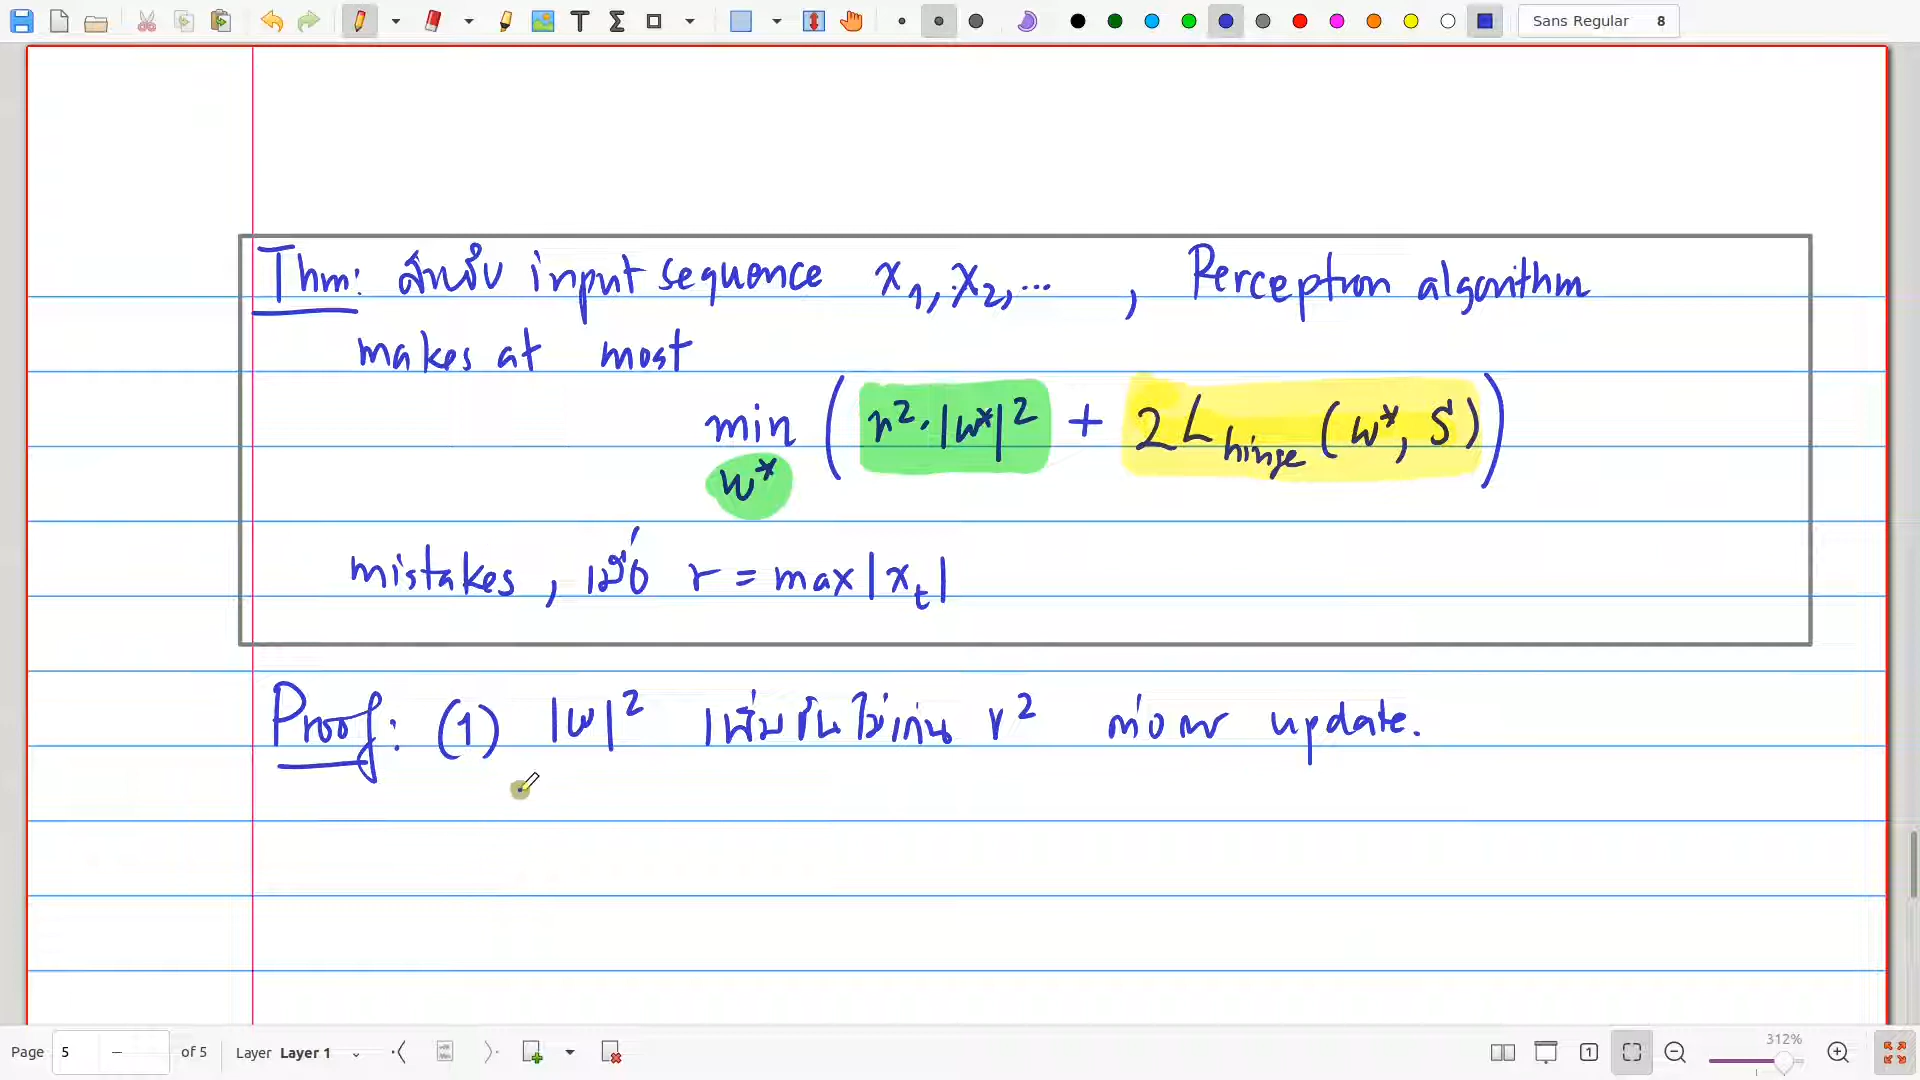 Sans Regular 8
Thm: สำหรับ input sequence x₁, x₂, ... , Perceptron algorithm
makes at most
min ( r²·|w*|² + 2 L hinge (w*, S) )
w*
mistakes, เมื่อ r = max |x_t|
Proof: (1) |w|² เพิ่มขึ้นไม่เกิน r² ต่อการ update.
Page 5 of 5 Layer Layer 1 312%